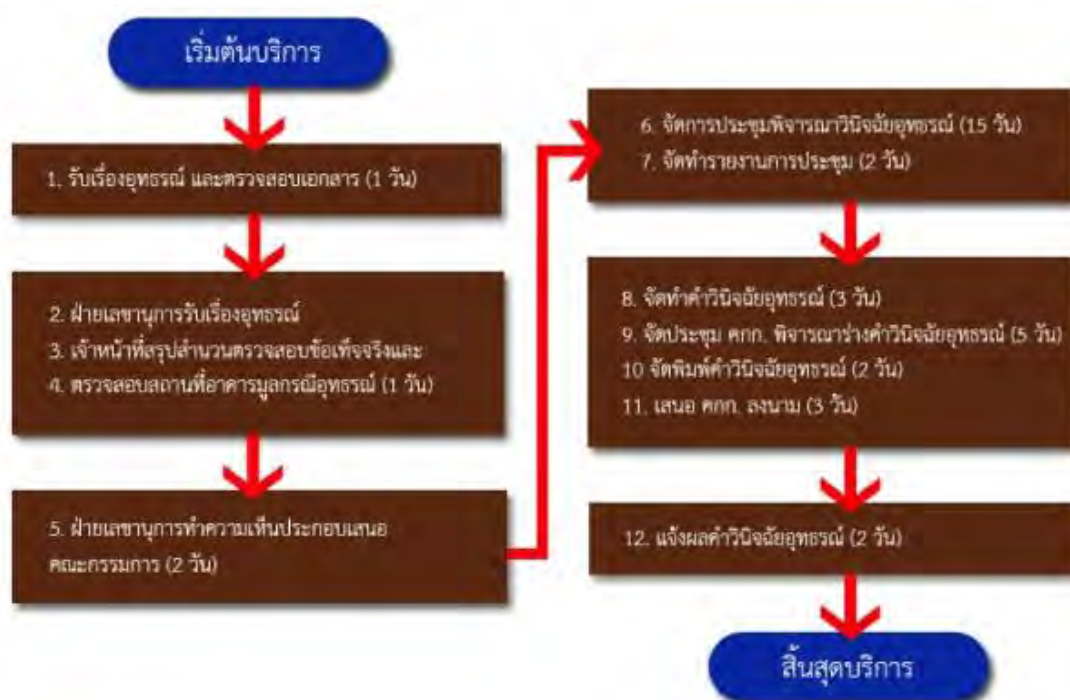 เริ่มต้นบริการ
1. รับเรื่องอุทธรณ์ และตรวจสอบเอกสาร (1 วัน)
2. ฝ่ายเลขานุการรับเรื่องอุทธรณ์
3. เจ้าหน้าที่สรุปสำนวนตรวจสอบข้อเท็จจริงและ
4. ตรวจสอบสถานที่อาคารมูลกรณีอุทธรณ์ (1 วัน)
5. ฝ่ายเลขานุการทำความเห็นประกอบเสนอ
คณะกรรมการ (2 วัน)
6. จัดการประชุมพิจารณาวินิจฉัยอุทธรณ์ (15 วัน)
7. จัดทำรายงานการประชุม (2 วัน)
8. จัดทำคำวินิจฉัยอุทธรณ์ (3 วัน)
9. จัดประชุม คกก. พิจารณาร่างคำวินิจฉัยอุทธรณ์ (5 วัน)
10 จัดพิมพ์คำวินิจฉัยอุทธรณ์ (2 วัน)
11. เสนอ คกก. ลงนาม (3 วัน)
12. แจ้งผลคำวินิจฉัยอุทธรณ์ (2 วัน)
สิ้นสุดบริการ